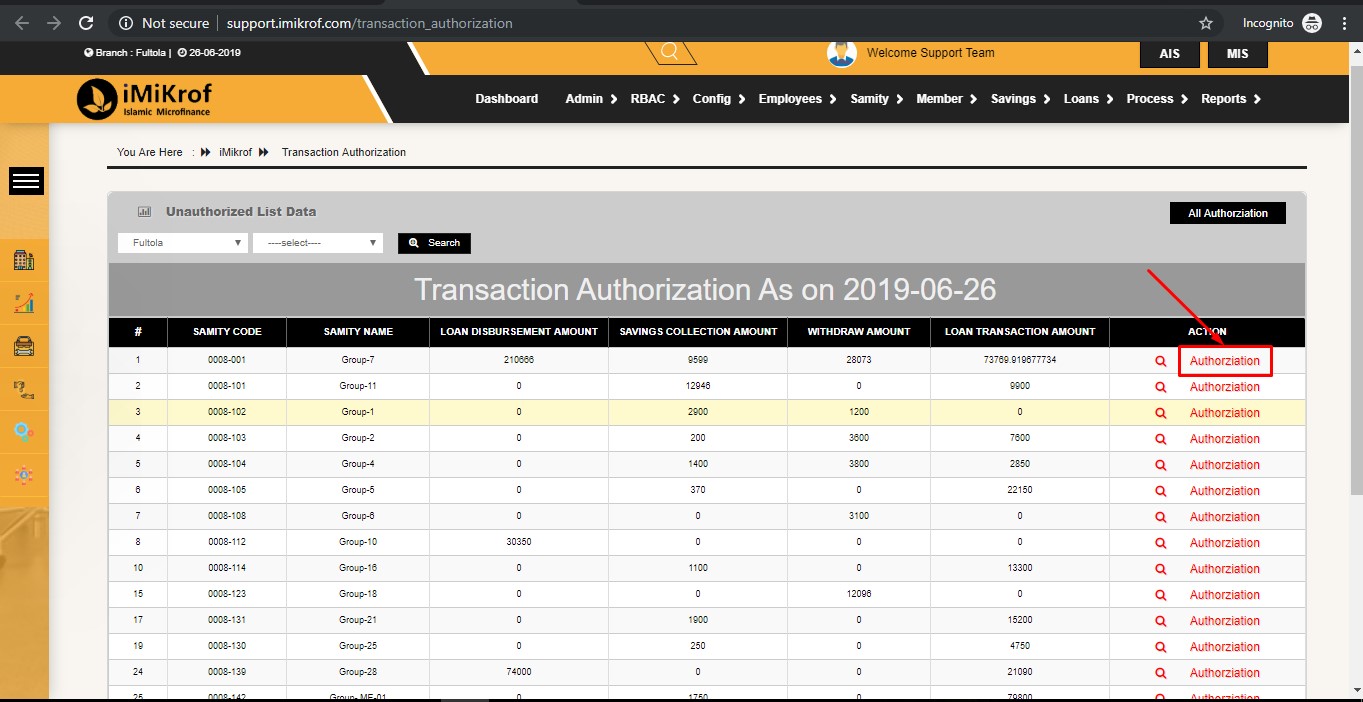 Not secure | support.imikrof.com/transaction_authorization Incognito
Branch : Fultola | 26-06-2019 Welcome Support Team AIS MIS
iMiKrof
Islamic Microfinance
Dashboard Admin RBAC Config Employees Samity Member Savings Loans Process Reports
You Are Here : iMikrof Transaction Authorization
Unauthorized List Data All Authorziation
Fultola ----select---- Search
Transaction Authorization As on 2019-06-26
# SAMITY CODE SAMITY NAME LOAN DISBURSEMENT AMOUNT SAVINGS COLLECTION AMOUNT WITHDRAW AMOUNT LOAN TRANSACTION AMOUNT ACTION
1 0008-001 Group-7 210666 9599 28073 73769.919677734 Authorziation
2 0008-101 Group-11 0 12946 0 9900 Authorziation
3 0008-102 Group-1 0 2900 1200 0 Authorziation
4 0008-103 Group-2 0 200 3600 7600 Authorziation
5 0008-104 Group-4 0 1400 3800 2850 Authorziation
6 0008-105 Group-5 0 370 0 22150 Authorziation
7 0008-108 Group-6 0 0 3100 0 Authorziation
8 0008-112 Group-10 30350 0 0 0 Authorziation
10 0008-114 Group-16 0 1100 0 13300 Authorziation
15 0008-123 Group-18 0 0 12096 0 Authorziation
17 0008-131 Group-21 0 1900 0 15200 Authorziation
19 0008-130 Group-25 0 250 0 4750 Authorziation
24 0008-139 Group-28 74000 0 0 21090 Authorziation
25 0008-142 Group- ME-01 0 1750 0 79800 Authorziation